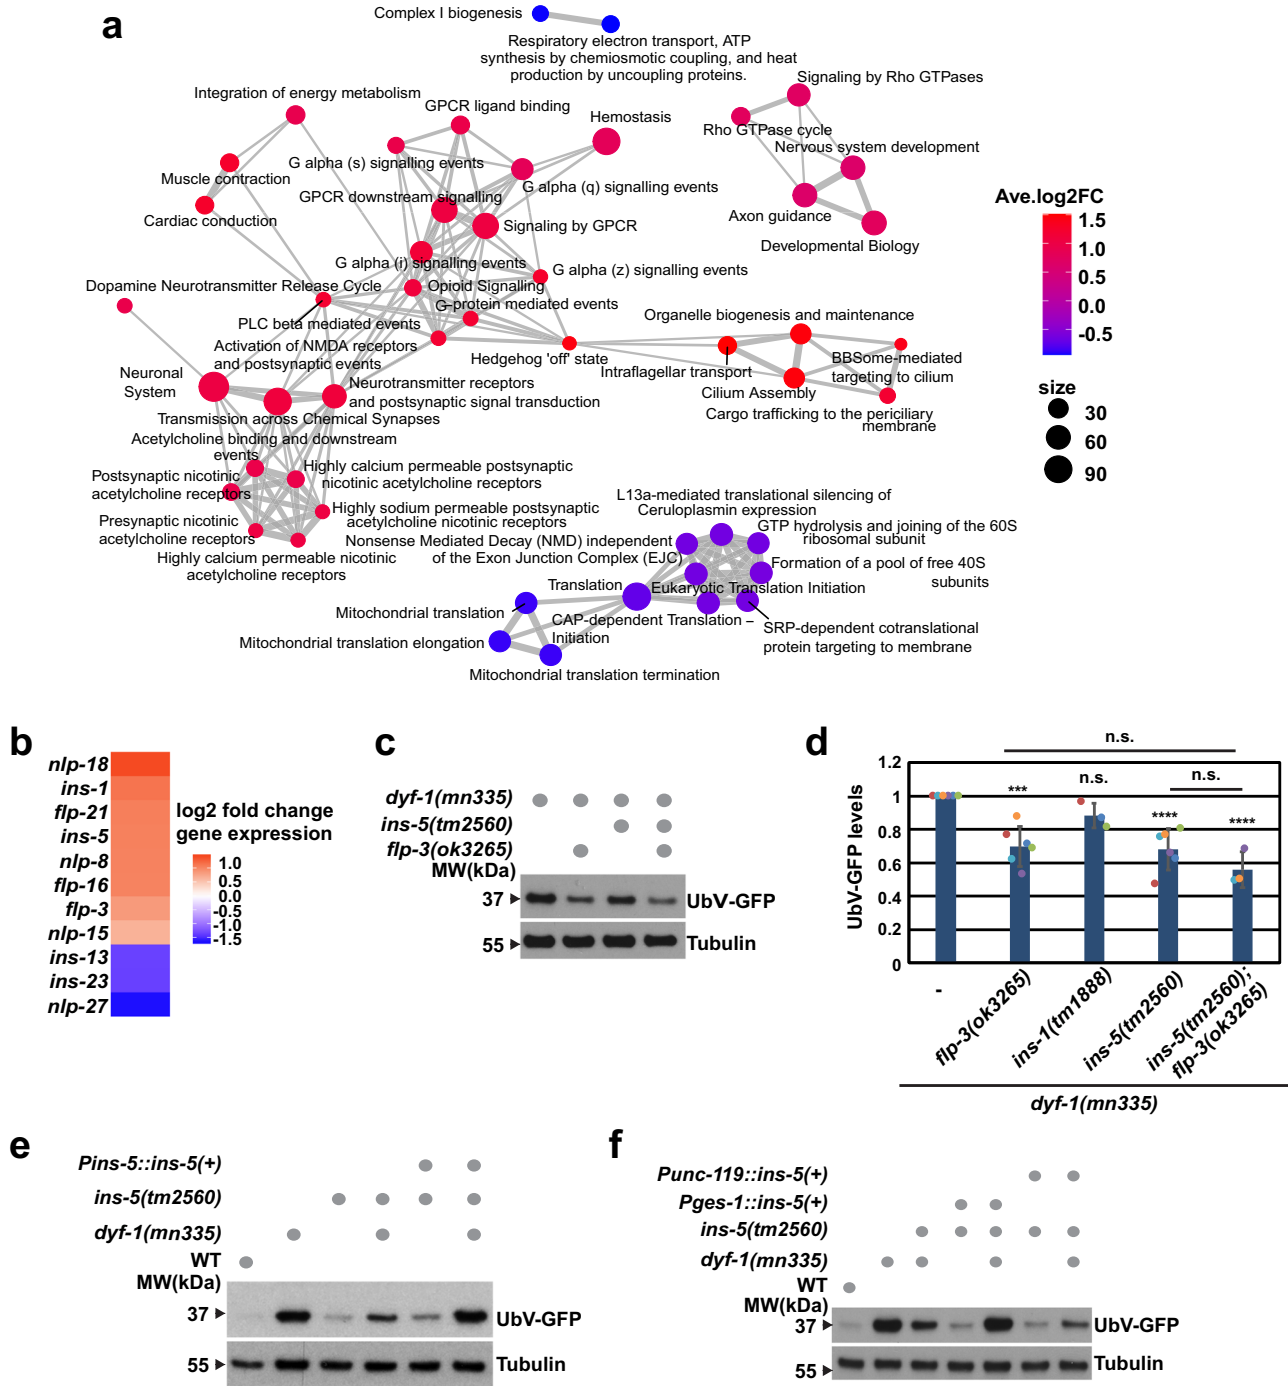 a
Complex I biogenesis
Respiratory electron transport, ATP
synthesis by chemiosmotic coupling, and heat
production by uncoupling proteins.
Integration of energy metabolism
GPCR ligand binding
Hemostasis
Signaling by Rho GTPases
Rho GTPase cycle
Nervous system development
G alpha (s) signalling events
Muscle contraction
G alpha (q) signalling events
GPCR downstream signalling
Cardiac conduction
Signaling by GPCR
Axon guidance
Developmental Biology
G alpha (i) signalling events
G alpha (z) signalling events
Dopamine Neurotransmitter Release Cycle
Opioid Signalling
G-protein mediated events
PLC beta mediated events
Organelle biogenesis and maintenance
Activation of NMDA receptors
and postsynaptic events
Hedgehog 'off' state
Intraflagellar transport
BBSome-mediated
targeting to cilium
Cilium Assembly
Cargo trafficking to the periciliary
membrane
Neuronal
System
Neurotransmitter receptors
and postsynaptic signal transduction
Transmission across Chemical Synapses
Acetylcholine binding and downstream
events
Postsynaptic nicotinic
acetylcholine receptors
Highly calcium permeable postsynaptic
nicotinic acetylcholine receptors
Highly sodium permeable postsynaptic
acetylcholine nicotinic receptors
Presynaptic nicotinic
acetylcholine receptors
Highly calcium permeable nicotinic
acetylcholine receptors
L13a-mediated translational silencing of
Ceruloplasmin expression
GTP hydrolysis and joining of the 60S
ribosomal subunit
Nonsense Mediated Decay (NMD) independent
of the Exon Junction Complex (EJC)
Formation of a pool of free 40S
subunits
Translation
Eukaryotic Translation Initiation
Mitochondrial translation
CAP-dependent Translation –
Initiation
SRP-dependent cotranslational
protein targeting to membrane
Mitochondrial translation elongation
Mitochondrial translation termination
Ave.log2FC
1.5
1.0
0.5
0.0
-0.5
size
30
60
90
b
nlp-18
ins-1
flp-21
ins-5
nlp-8
flp-16
flp-3
nlp-15
ins-13
ins-23
nlp-27
log2 fold change
gene expression
1.0
0.5
0.0
-0.5
-1.0
-1.5
c
dyf-1(mn335)
ins-5(tm2560)
flp-3(ok3265)
MW(kDa)
37
UbV-GFP
55
Tubulin
d
n.s.
n.s.
n.s.
***
****
****
UbV-GFP levels
1.2
1
0.8
0.6
0.4
0.2
0
-
flp-3(ok3265)
ins-1(tm1888)
ins-5(tm2560)
ins-5(tm2560);
flp-3(ok3265)
dyf-1(mn335)
e
Pins-5::ins-5(+)
ins-5(tm2560)
dyf-1(mn335)
WT
MW(kDa)
37
UbV-GFP
55
Tubulin
f
Punc-119::ins-5(+)
Pges-1::ins-5(+)
ins-5(tm2560)
dyf-1(mn335)
WT
MW(kDa)
37
UbV-GFP
55
Tubulin